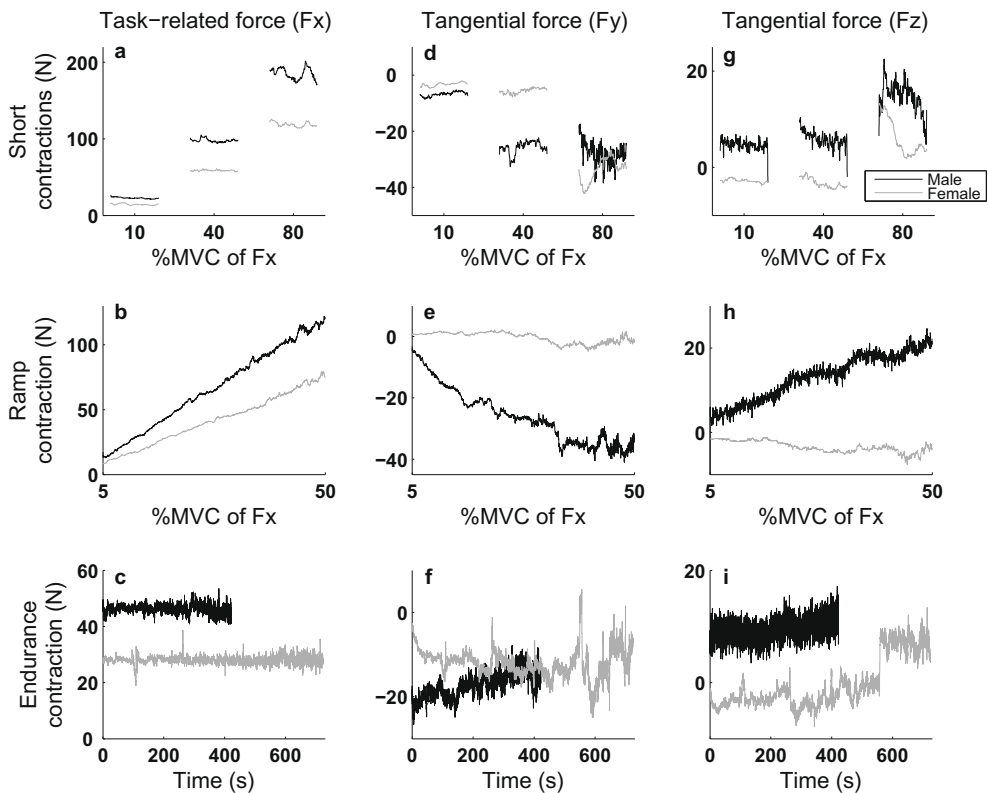 Task−related force (Fx)
Tangential force (Fy)
Tangential force (Fz)
a
Short
contractions (N)
200
100
0
10 40 80
%MVC of Fx
d
0
−20
−40
10 40 80
%MVC of Fx
g
20
0
10 40 80
%MVC of Fx
Male
Female
b
Ramp
contraction (N)
100
50
0
5 50
%MVC of Fx
e
0
−20
−40
5 50
%MVC of Fx
h
20
0
5 50
%MVC of Fx
c
Endurance
contraction (N)
60
40
20
0
0 200 400 600
Time (s)
f
0
−20
0 200 400 600
Time (s)
i
20
0
0 200 400 600
Time (s)